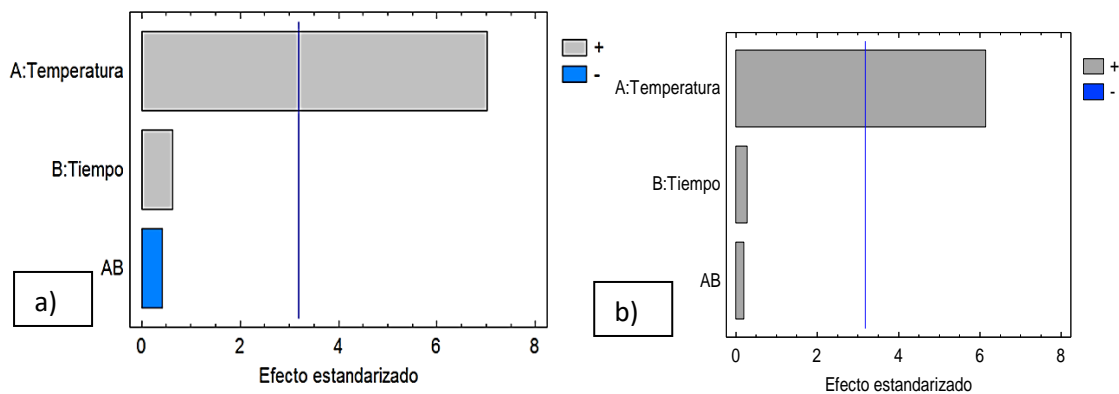 A:Temperatura
B:Tiempo
AB
a)
0 2 4 6 8
Efecto estandarizado
+
-
A:Temperatura
B:Tiempo
AB
b)
0 2 4 6 8
Efecto estandarizado
+
-